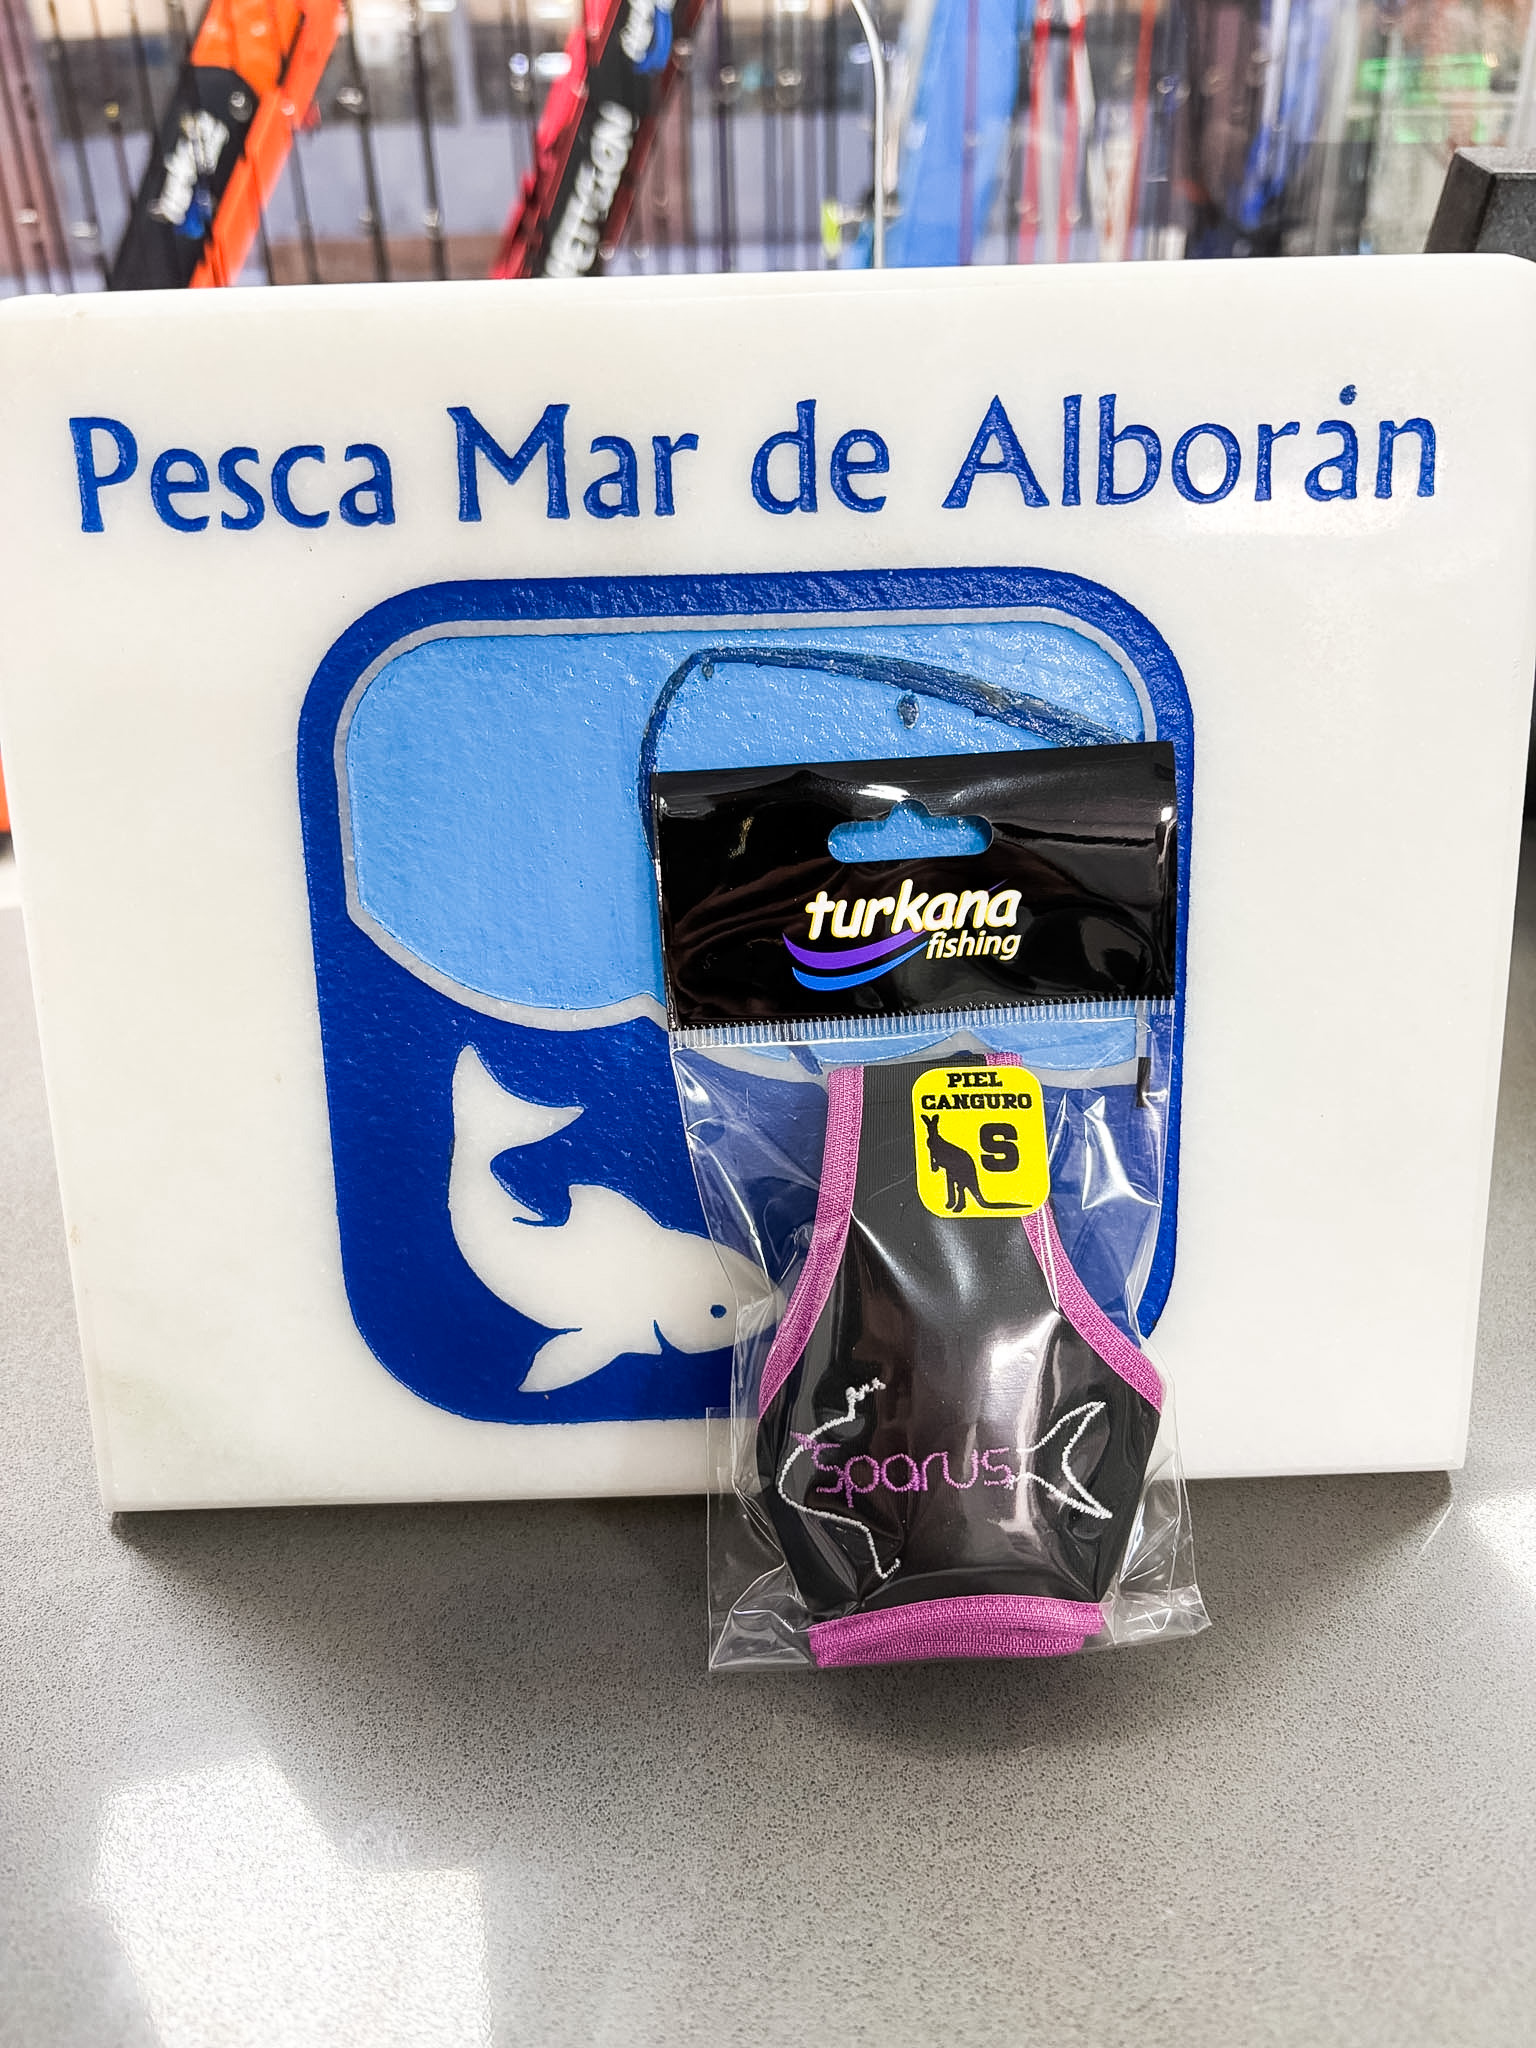 Pesca Mar de Alborán
turkana
fishing
PIEL
CANGURO
S
Sparus